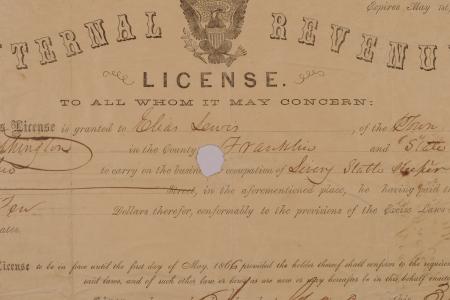 Expires May 1st
TERNAL REVENU
LICENSE.
TO ALL WHOM IT MAY CONCERN:
License is granted to Elias Lewis , of the Town
shington in the County Franklin and State
to carry on the business occupation of Livery Stable Keeper
Street, in the aforementioned place, he having paid
Ten Dollars therefor, conformably to the provisions of the Excise Laws
ates.
License to be in force until the first day of May, 1866 provided the holder thereof shall conform to the require
said laws, and of such other law or laws as are now or may hereafter be in this behalf enacted